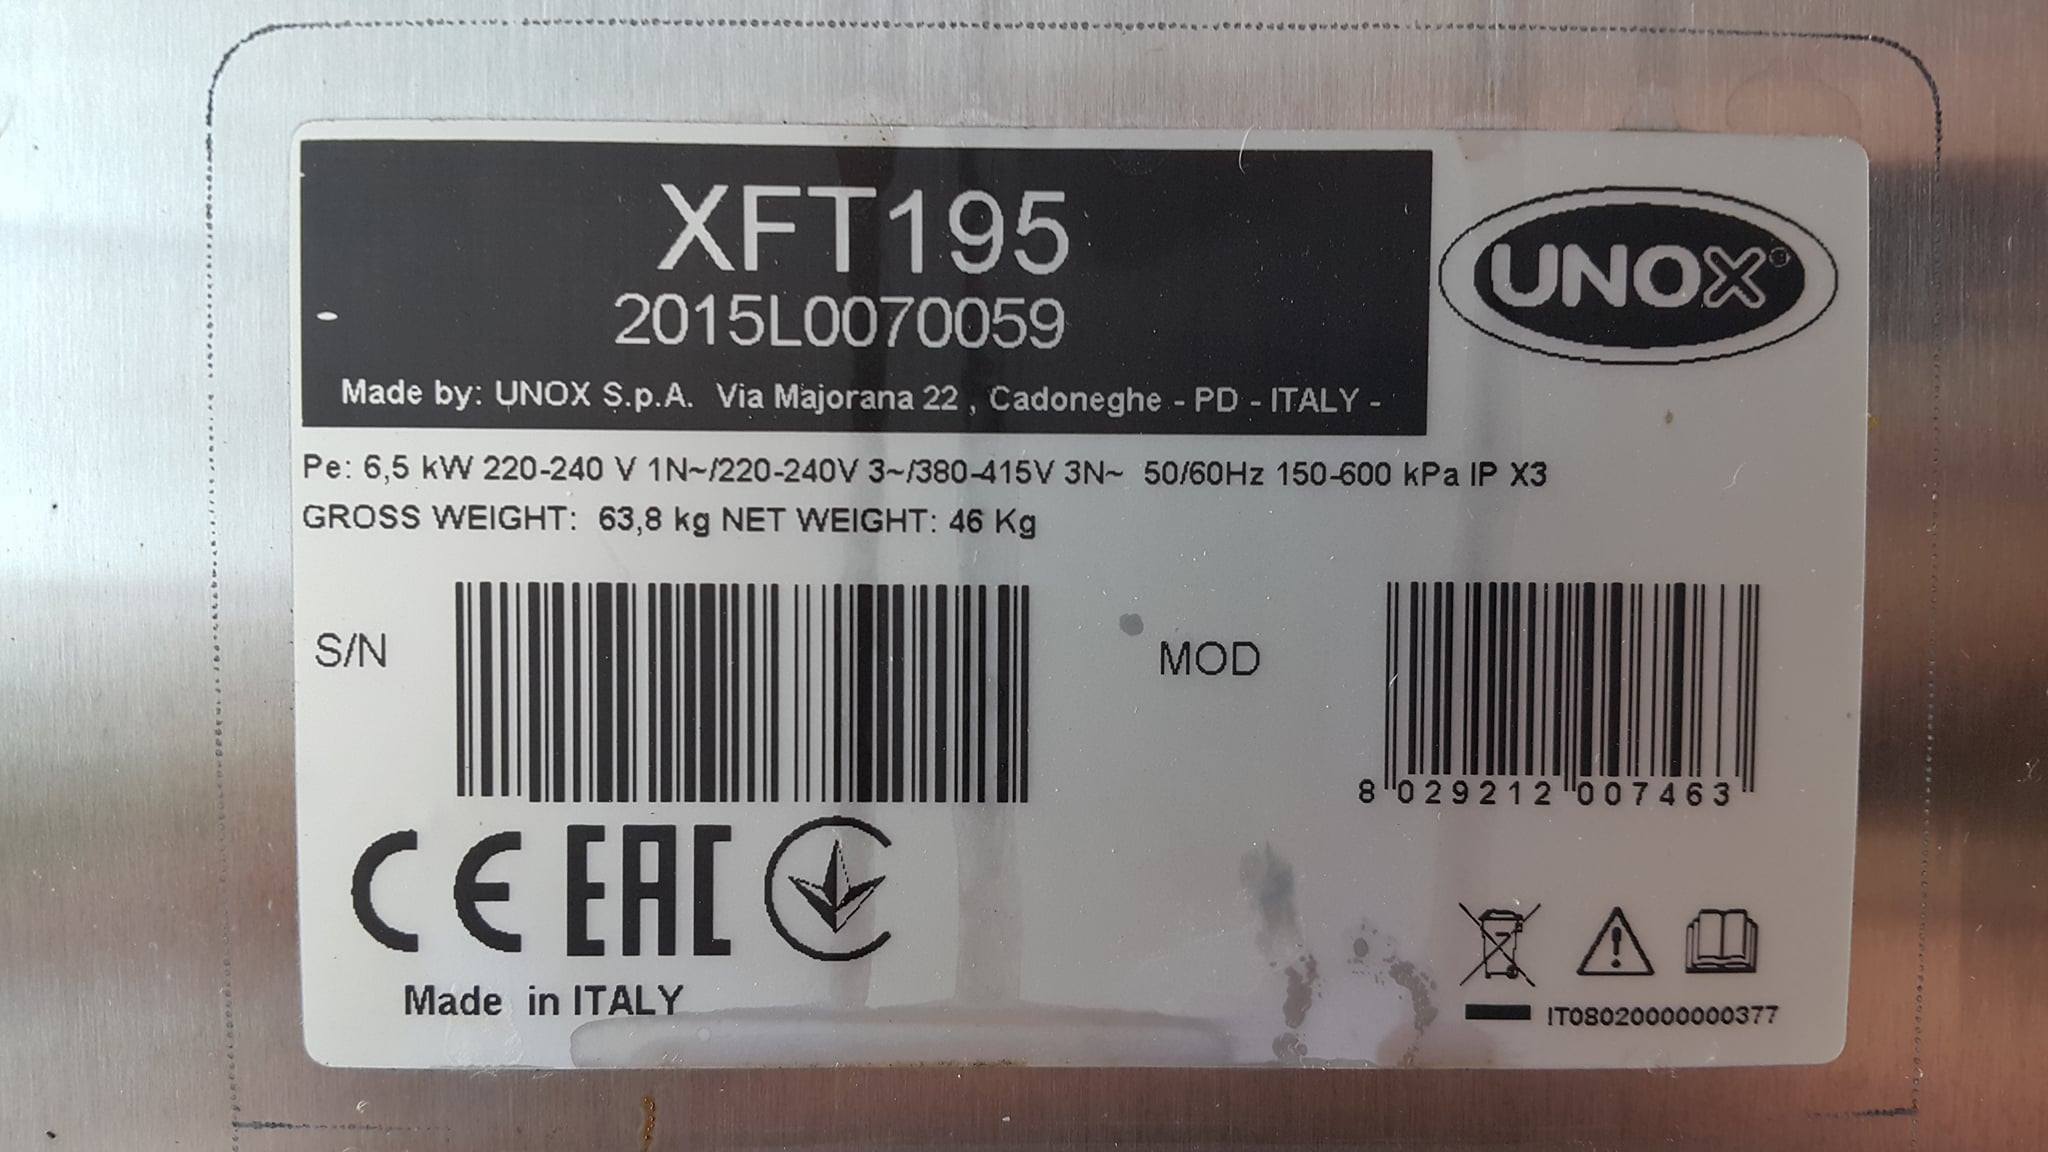 XFT195
2015L0070059
Made by: UNOX S.p.A. Via Majorana 22 , Cadoneghe - PD - ITALY -
UNOX®
Pe: 6,5 kW 220-240 V 1N~/220-240V 3~/380-415V 3N~ 50/60Hz 150-600 kPa IP X3
GROSS WEIGHT: 63,8 kg NET WEIGHT: 46 Kg
S/N
MOD
8 029212 007463
CE EAC
Made in ITALY
IT08020000000377